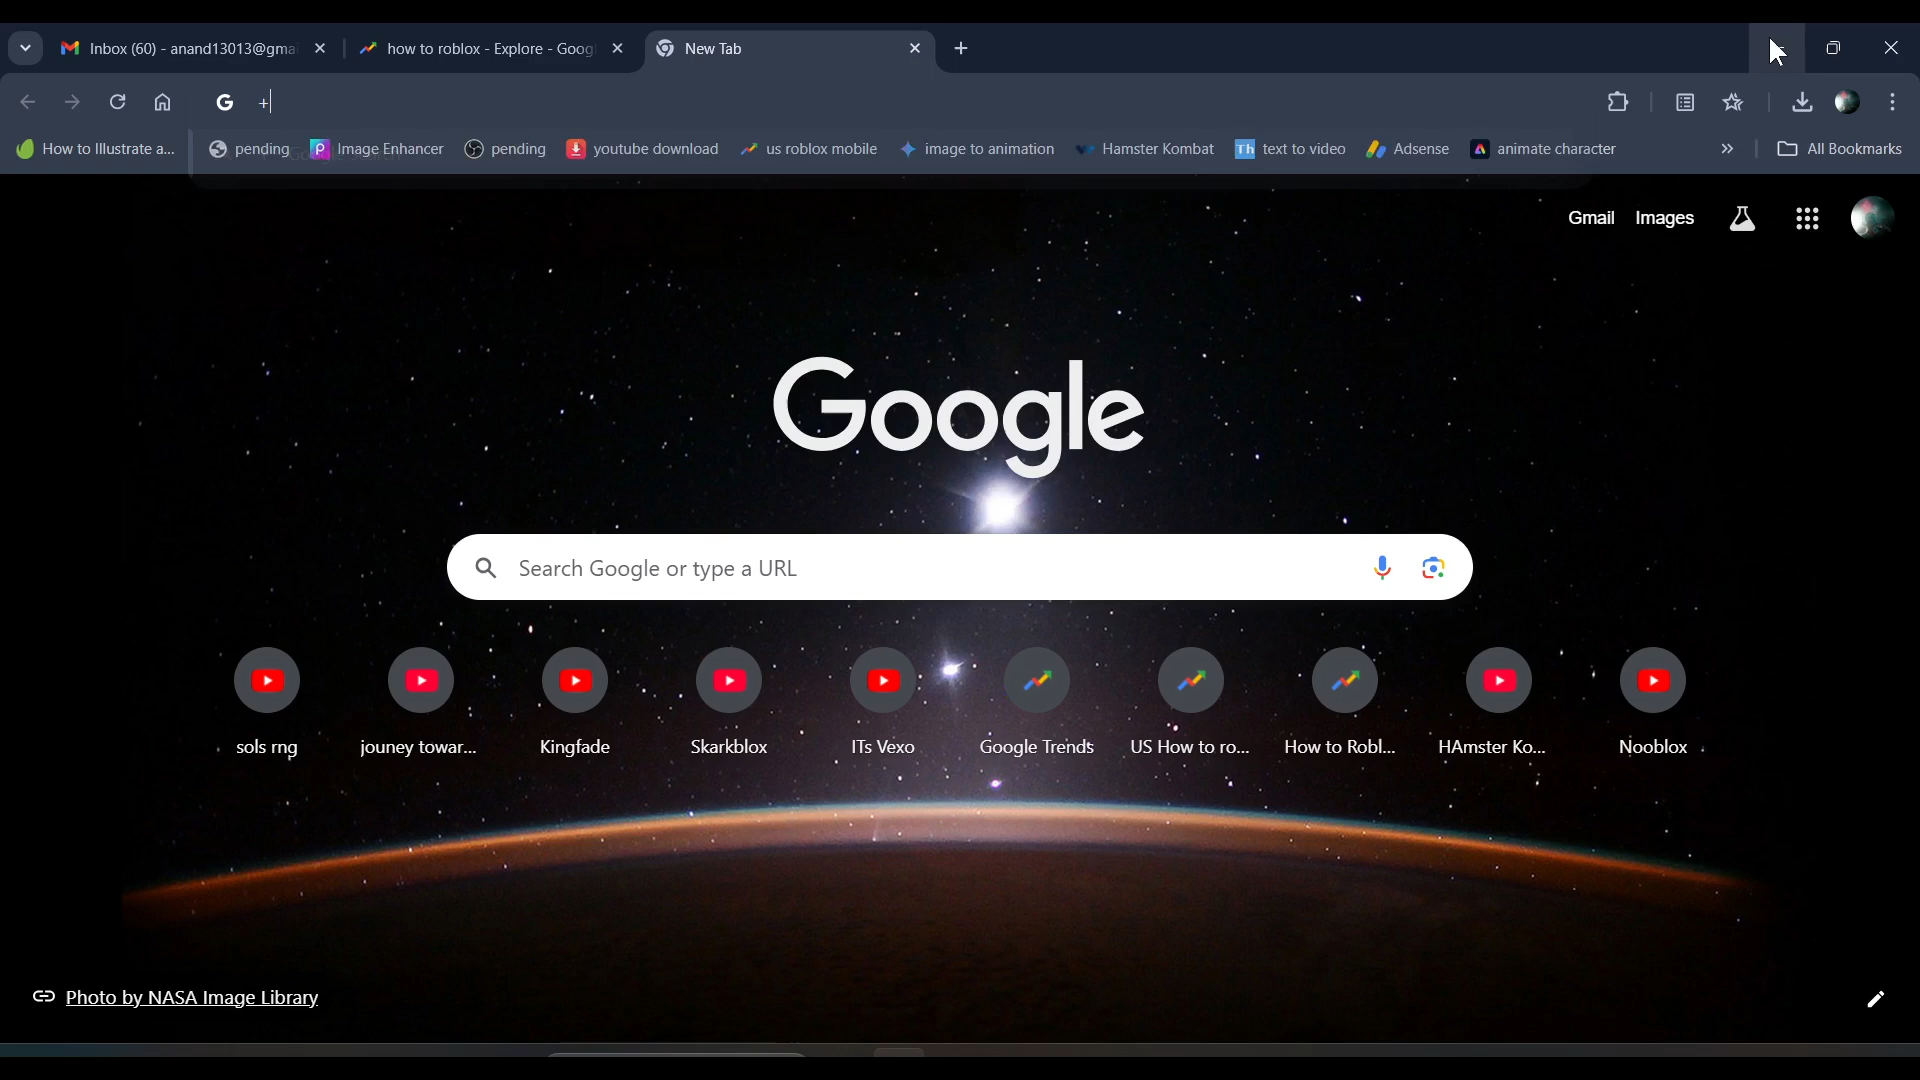 Inbox (60) - anand13013@gma
how to roblox - Explore - Goog
New Tab
G +
How to Illustrate a...
pending
Image Enhancer
pending
youtube download
us roblox mobile
image to animation
Hamster Kombat
Th text to video
Adsense
animate character
»
All Bookmarks
Gmail Images
Google
Search Google or type a URL
sols rng
jouney towar...
Kingfade
Skarkblox
ITs Vexo
Google Trends
US How to ro...
How to Robl...
HAmster Ko...
Nooblox
Photo by NASA Image Library